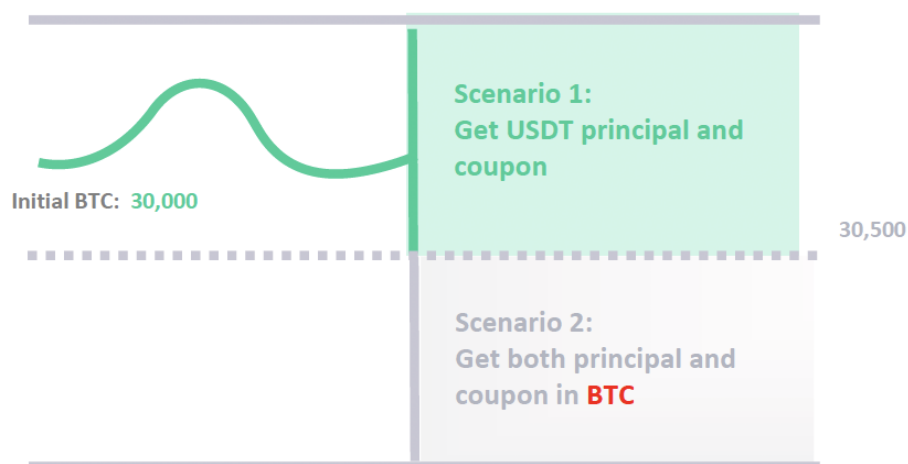 Scenario 1:
Get USDT principal and
coupon
Initial BTC: 30,000
30,500
Scenario 2:
Get both principal and
coupon in BTC